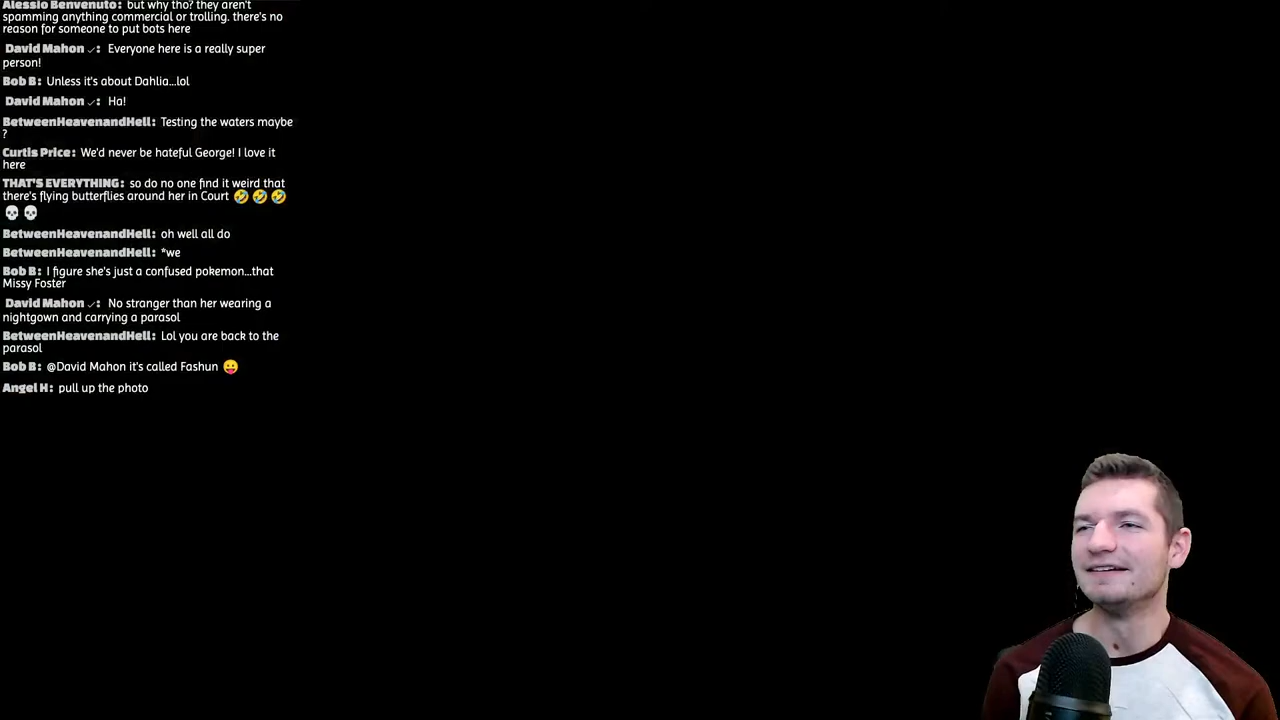 Alessio Benvenuto: but why tho? they aren't
spamming anything commercial or trolling. there's no
reason for someone to put bots here
David Mahon ✓: Everyone here is a really super
person!
Bob B: Unless it's about Dahlia...lol
David Mahon ✓: Ha!
BetweenHeavenandHell: Testing the waters maybe
?
Curtis Price: We'd never be hateful George! I love it
here
THAT'S EVERYTHING: so do no one find it weird that
there's flying butterflies around her in Court 🤣 🤣 🤣
💀 💀
BetweenHeavenandHell: oh well all do
BetweenHeavenandHell: *we
Bob B: I figure she's just a confused pokemon...that
Missy Foster
David Mahon ✓: No stranger than her wearing a
nightgown and carrying a parasol
BetweenHeavenandHell: Lol you are back to the
parasol
Bob B: @David Mahon it's called Fashun 😛
Angel H: pull up the photo